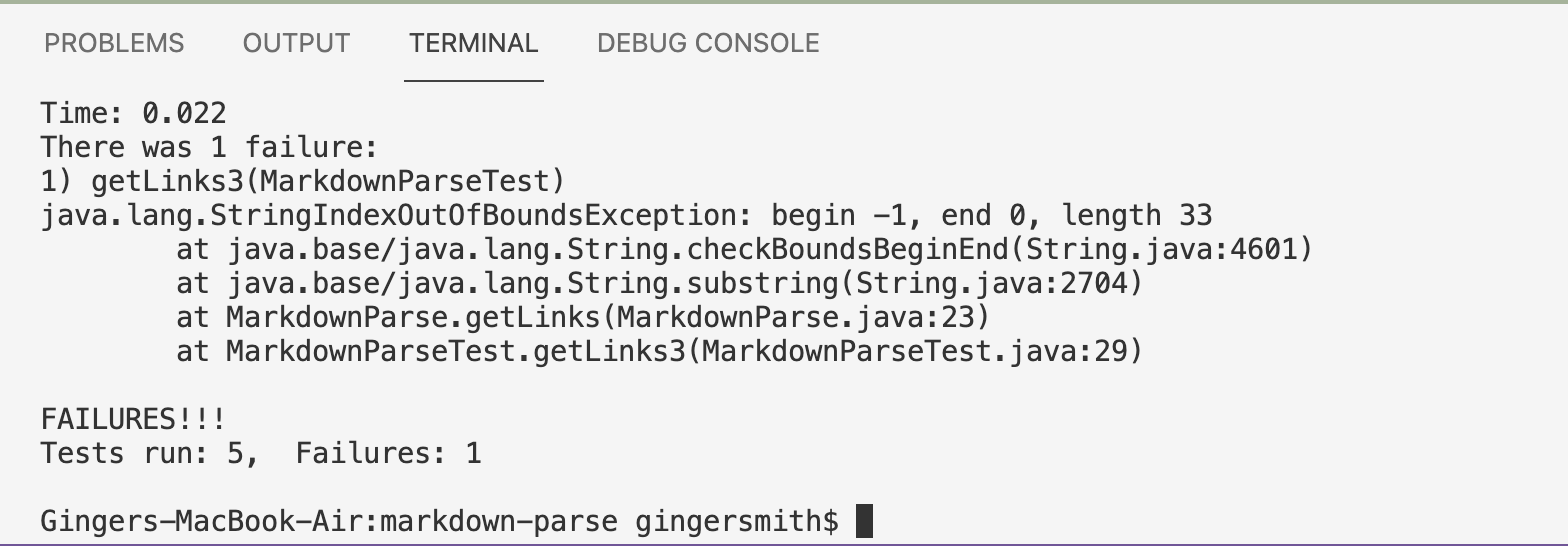 PROBLEMS OUTPUT TERMINAL DEBUG CONSOLE
Time: 0.022
There was 1 failure:
1) getLinks3(MarkdownParseTest)
java.lang.StringIndexOutOfBoundsException: begin -1, end 0, length 33
        at java.base/java.lang.String.checkBoundsBeginEnd(String.java:4601)
        at java.base/java.lang.String.substring(String.java:2704)
        at MarkdownParse.getLinks(MarkdownParse.java:23)
        at MarkdownParseTest.getLinks3(MarkdownParseTest.java:29)
FAILURES!!!
Tests run: 5,  Failures: 1
Gingers-MacBook-Air:markdown-parse gingersmith$